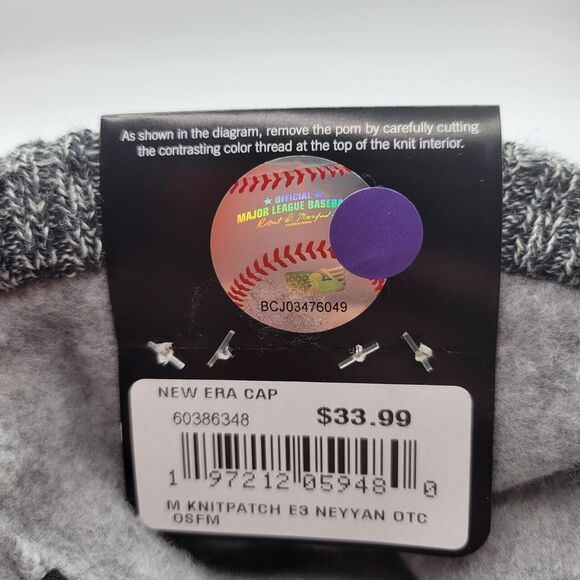 As shown in the diagram, remove the pom by carefully cutting
the contrasting color thread at the top of the knit interior.
OFFICIAL
MAJOR LEAGUE BASEBA
BCJ03476049
NEW ERA CAP
60386348 $33.99
1 97212 05948 0
M KNITPATCH E3 NEYYAN OTC
OSFM